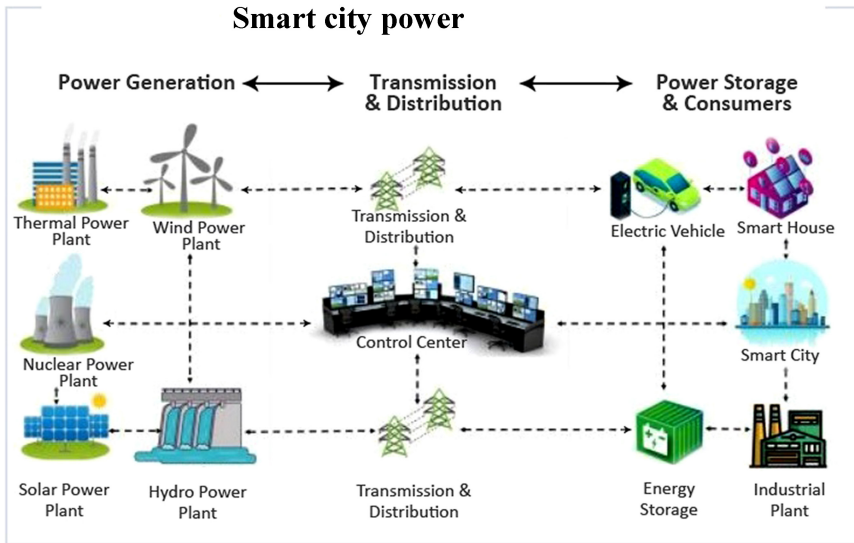 Smart city power
Power Generation
Transmission
& Distribution
Power Storage
& Consumers
Thermal Power
Plant
Wind Power
Plant
Transmission &
Distribution
Electric Vehicle
Smart House
Nuclear Power
Plant
Control Center
Smart City
Solar Power
Plant
Hydro Power
Plant
Transmission &
Distribution
Energy
Storage
Industrial
Plant